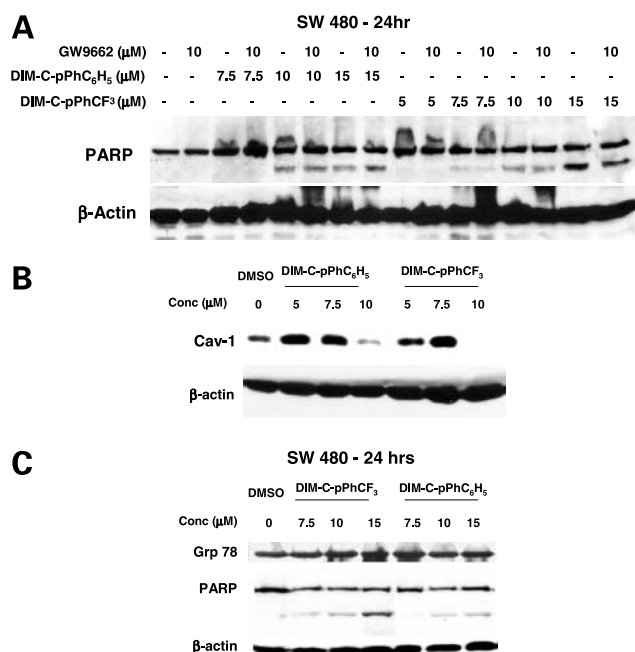 A
SW 480 - 24hr
GW9662 (µM) - 10 - 10 - 10 - 10 - 10 - 10 - 10 - 10
DIM-C-pPhC₆H₅(µM) - - 7.5 7.5 10 10 15 15 - - - - - - - -
DIM-C-pPhCF³(µM) - - - - - - - - 5 5 7.5 7.5 10 10 15 15
PARP
β-Actin
B
DMSO DIM-C-pPhC₆H₅ DIM-C-pPhCF₃
Conc (µM) 0 5 7.5 10 5 7.5 10
Cav-1
β-actin
C
SW 480 - 24 hrs
DMSO DIM-C-pPhCF₃ DIM-C-pPhC₆H₅
Conc (µM) 0 7.5 10 15 7.5 10 15
Grp 78
PARP
β-actin